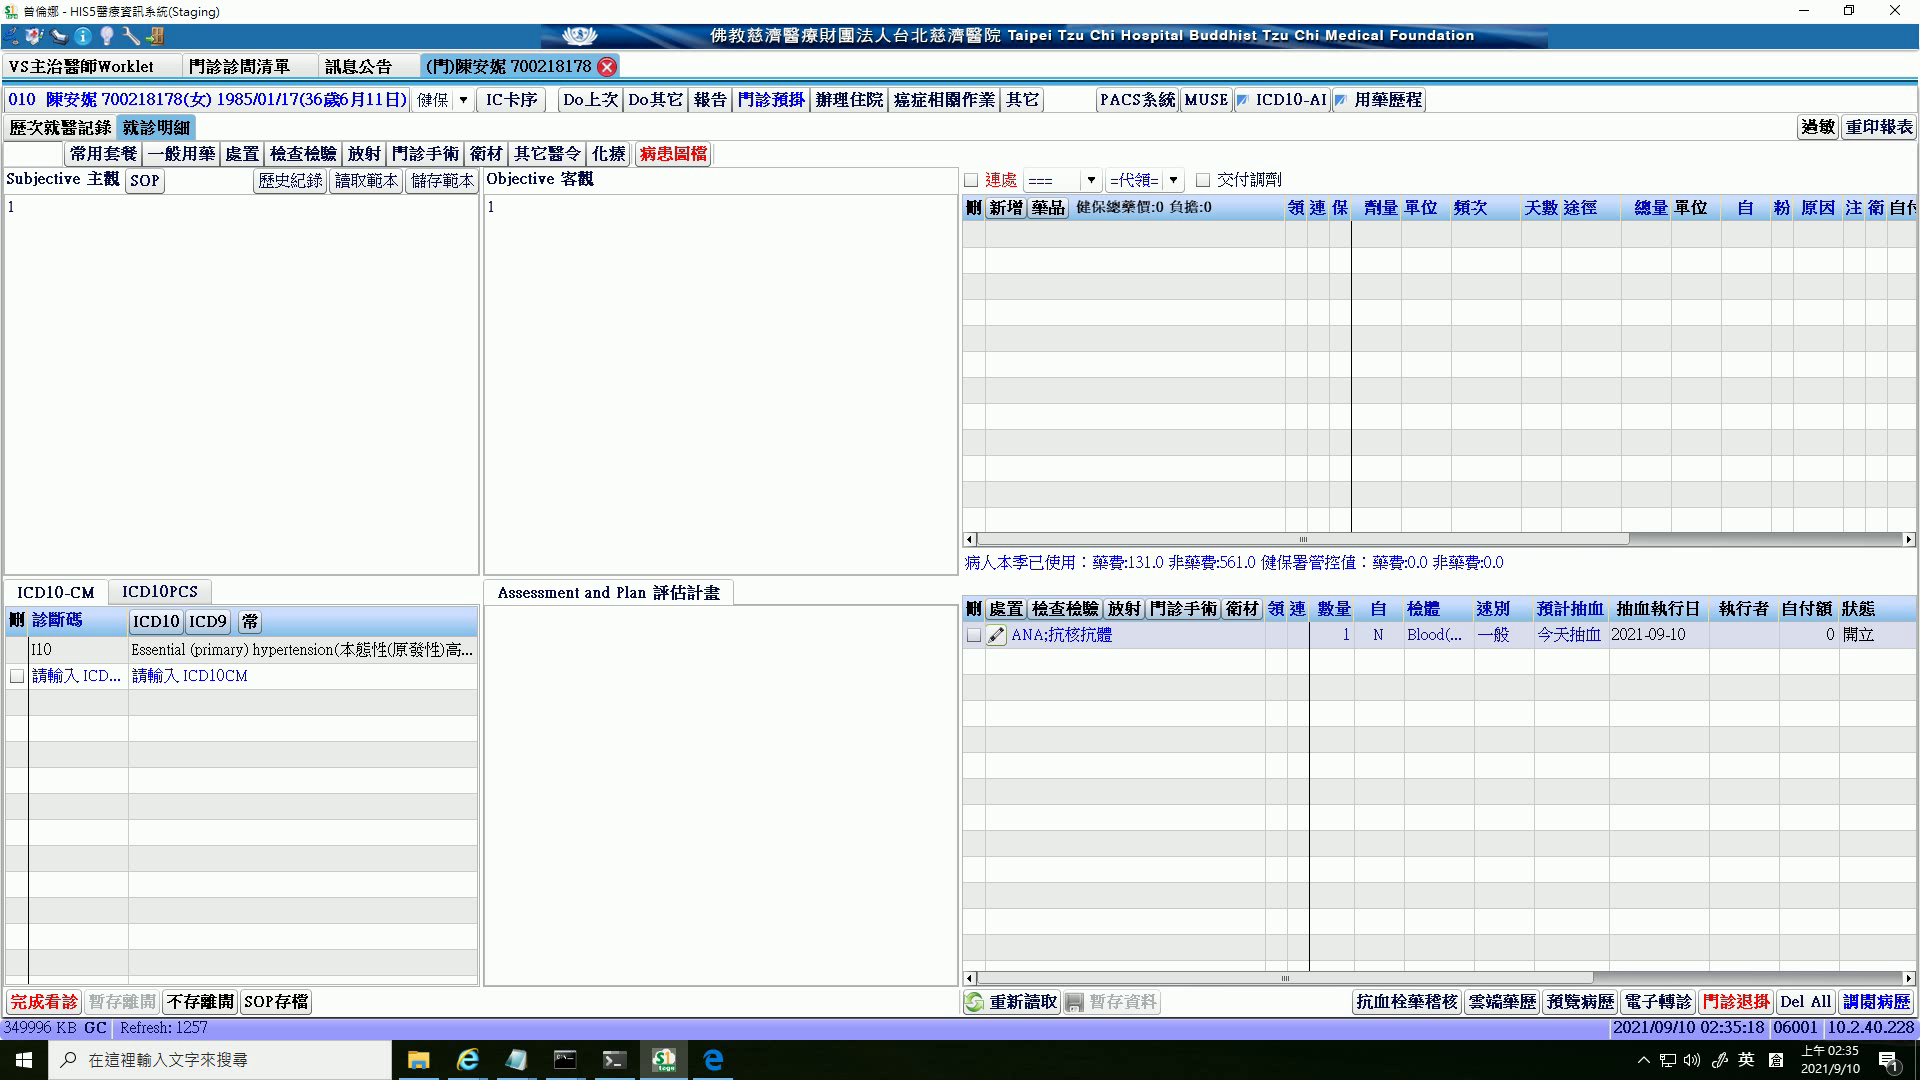 曾倫娜 - HIS5醫療資訊系統(Staging)
佛教慈濟醫療財團法人台北慈濟醫院 Taipei Tzu Chi Hospital Buddhist Tzu Chi Medical Foundation
VS主治醫師Worklet 門診診間清單 訊息公告 (門)陳安妮 700218178
010 陳安妮 700218178(女) 1985/01/17(36歲6月11日) 健保 IC卡序 Do上次 Do其它 報告 門診預掛 辦理住院 癌症相關作業 其它 PACS系統 MUSE ICD10-AI 用藥歷程
歷次就醫記錄 就診明細 過敏 重印報表
常用套餐 一般用藥 處置 檢查檢驗 放射 門診手術 衛材 其它醫令 化療 病患圖檔
Subjective 主觀 SOP 歷史紀錄 讀取範本 儲存範本 Objective 客觀 連處 === =代領= 交付調劑
1 1
刪 新增 藥品 健保總藥價:0 負擔:0 領 連 保 劑量 單位 頻次 天數 途徑 總量 單位 自 粉 原因 注 衛 自付
病人本季已使用：藥費:131.0 非藥費:561.0 健保署管控值：藥費:0.0 非藥費:0.0
ICD10-CM ICD10PCS Assessment and Plan 評估計畫
刪 診斷碼 ICD10 ICD9 常
I10 Essential (primary) hypertension(本態性(原發性)高...
請輸入 ICD... 請輸入 ICD10CM
刪 處置 檢查檢驗 放射 門診手術 衛材 領 連 數量 自 檢體 速別 預計抽血 抽血執行日 執行者 自付額 狀態
ANA;抗核抗體 1 N Blood(... 一般 今天抽血 2021-09-10 0 開立
完成看診 暫存離開 不存離開 SOP存檔 重新讀取 暫存資料 抗血栓藥稽核 雲端藥歷 預覽病歷 電子轉診 門診退掛 Del All 調閱病歷
349996 KB GC Refresh: 1257 2021/09/10 02:35:18 06001 10.2.40.228
在這裡輸入文字來搜尋 英 上午 02:35
2021/9/10 1